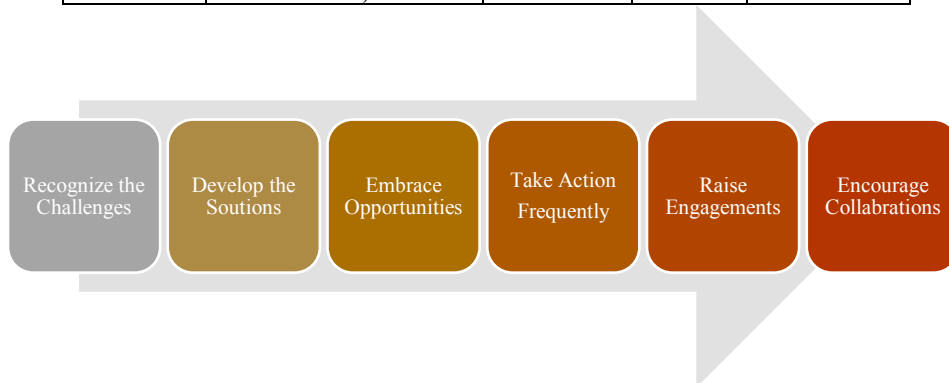 Recognize the
Challenges
Develop the
Soutions
Embrace
Opportunities
Take Action
Frequently
Raise
Engagements
Encourage
Collabrations